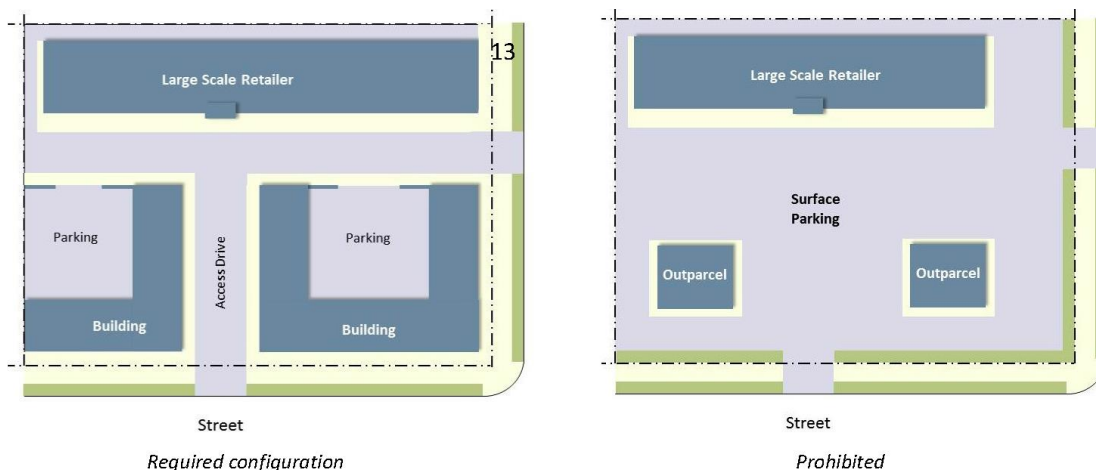 13
Large Scale Retailer
Parking
Access Drive
Parking
Building
Building
Street
Required configuration
Large Scale Retailer
Surface
Parking
Outparcel
Outparcel
Street
Prohibited